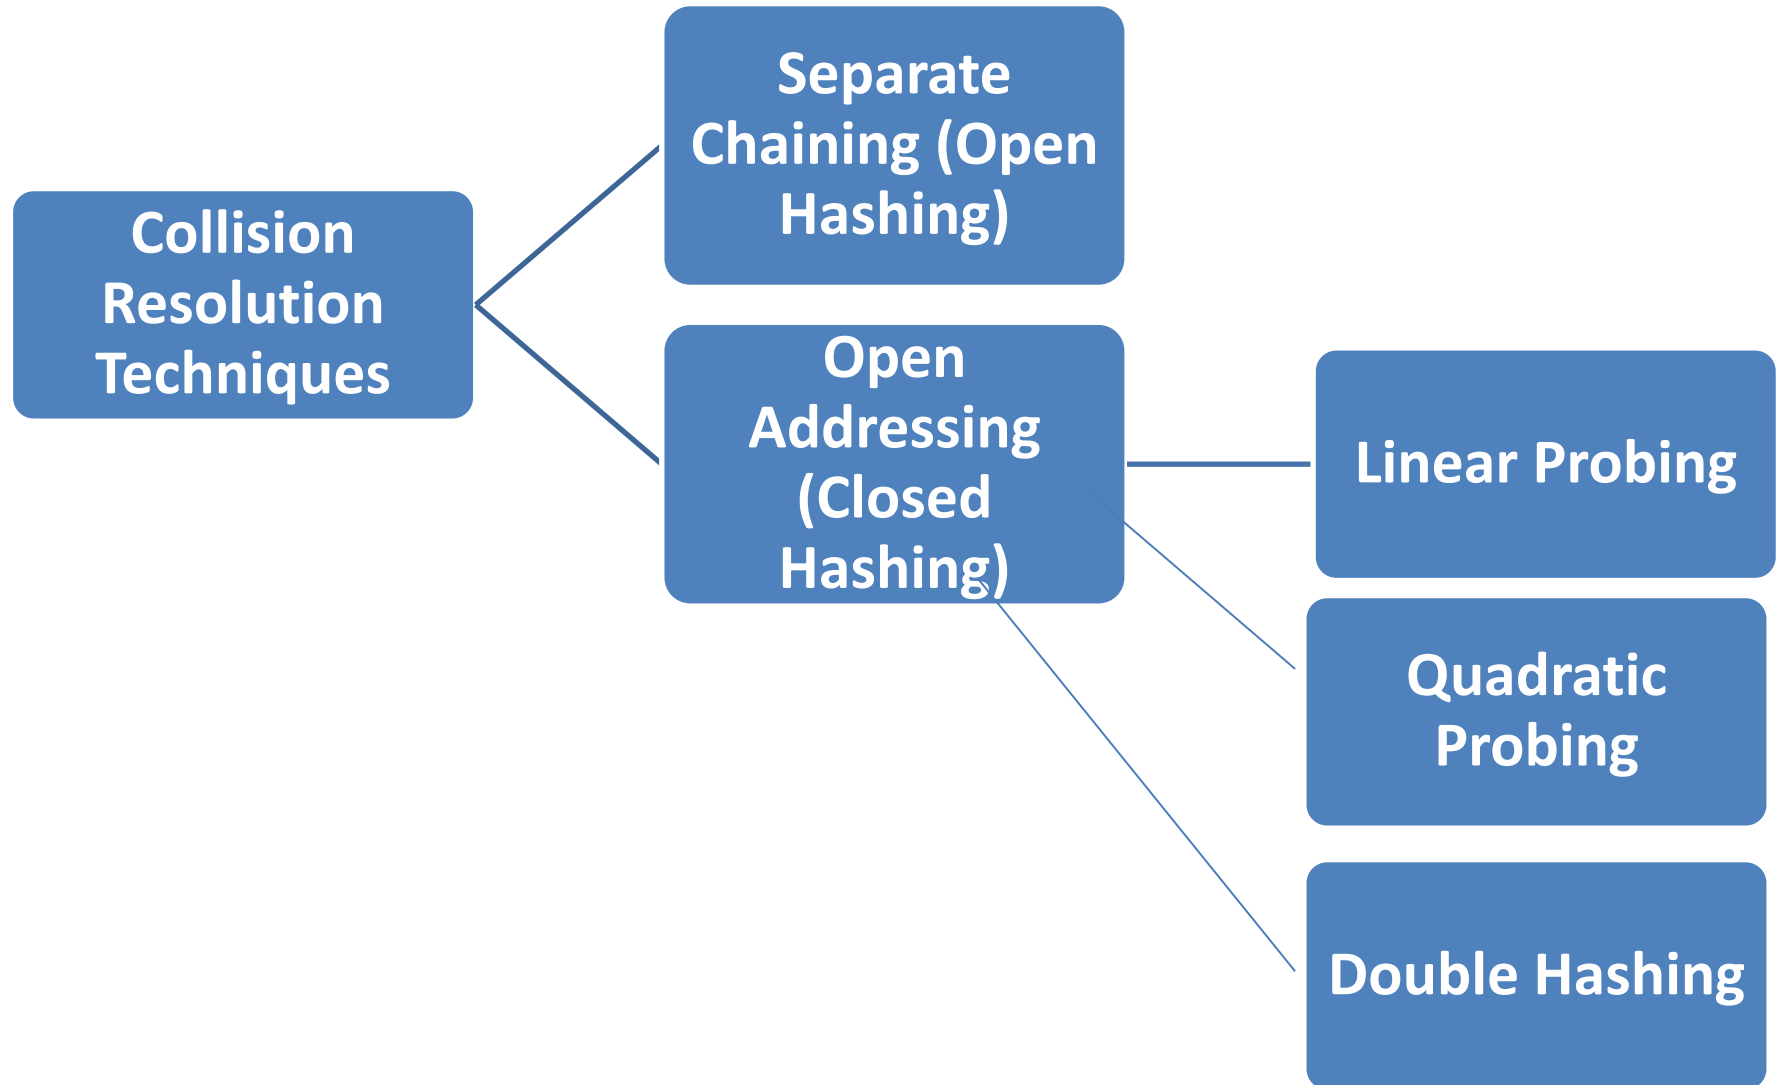 Collision
Resolution
Techniques
Separate
Chaining (Open
Hashing)
Open
Addressing
(Closed
Hashing)
Linear Probing
Quadratic
Probing
Double Hashing